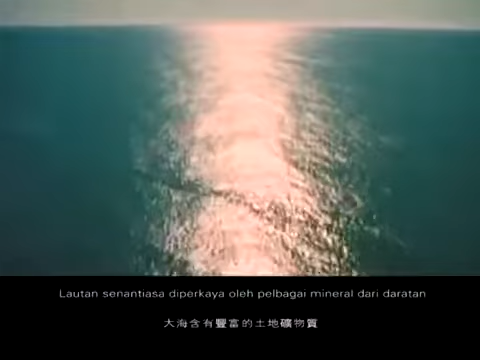 Lautan senantiasa diperkaya oleh pelbagai mineral dari daratan
大海含有豐富的土地礦物質